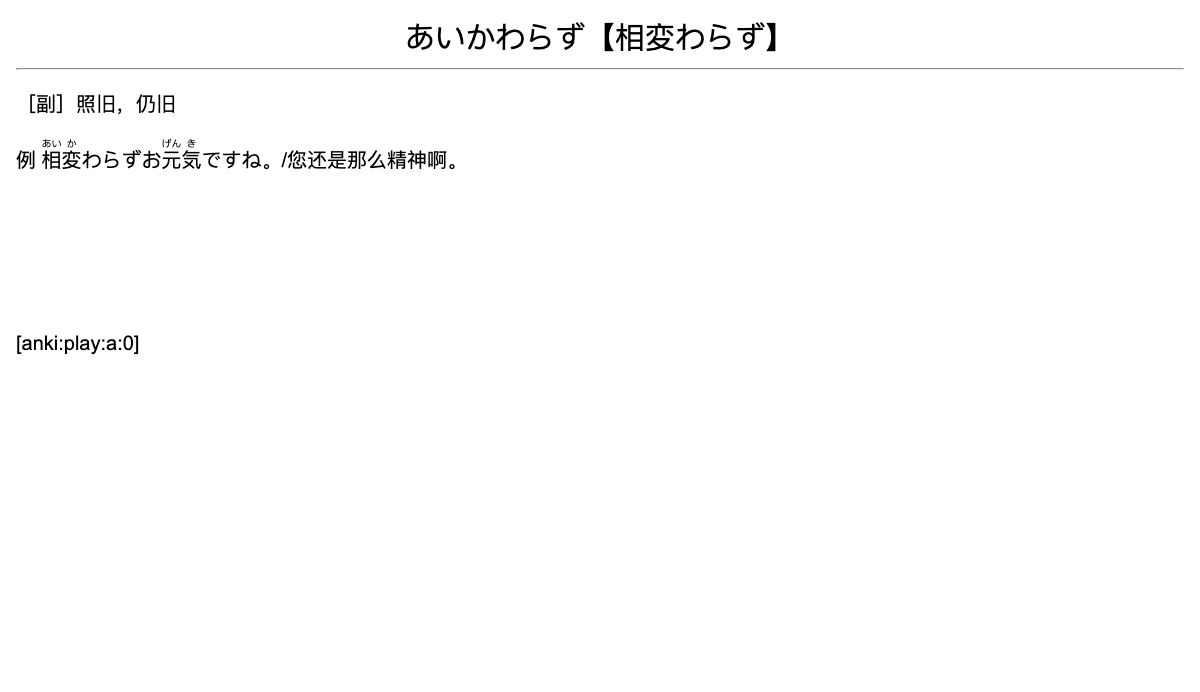 あいかわらず【相変わらず】
［副］照旧，仍旧
例 相変わらずお元気ですね。/您还是那么精神啊。
あい か げん き
[anki:play:a:0]